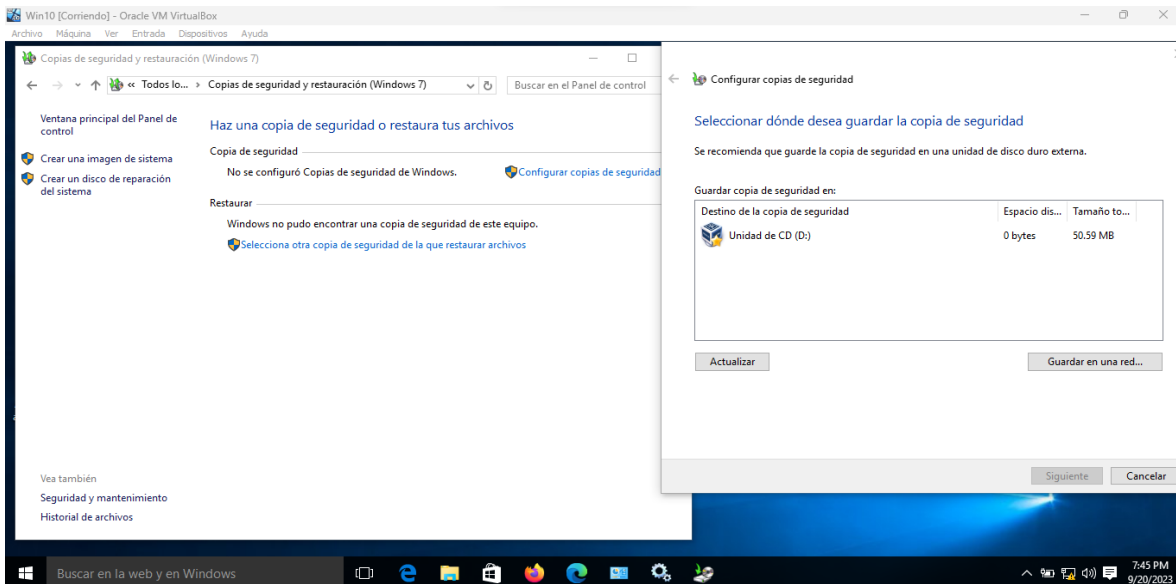 Win10 [Corriendo] - Oracle VM VirtualBox
Archivo Máquina Ver Entrada Dispositivos Ayuda
Copias de seguridad y restauración (Windows 7)
« Todos lo... › Copias de seguridad y restauración (Windows 7)
Buscar en el Panel de control
Ventana principal del Panel de
control
Crear una imagen de sistema
Crear un disco de reparación
del sistema
Haz una copia de seguridad o restaura tus archivos
Copia de seguridad
No se configuró Copias de seguridad de Windows.
Configurar copias de seguridad
Restaurar
Windows no pudo encontrar una copia de seguridad de este equipo.
Selecciona otra copia de seguridad de la que restaurar archivos
Vea también
Seguridad y mantenimiento
Historial de archivos
Configurar copias de seguridad
Seleccionar dónde desea guardar la copia de seguridad
Se recomienda que guarde la copia de seguridad en una unidad de disco duro externa.
Guardar copia de seguridad en:
Destino de la copia de seguridad Espacio dis... Tamaño to...
Unidad de CD (D:) 0 bytes 50.59 MB
Actualizar
Guardar en una red...
Siguiente
Cancelar
Buscar en la web y en Windows
7:45 PM
9/20/2023